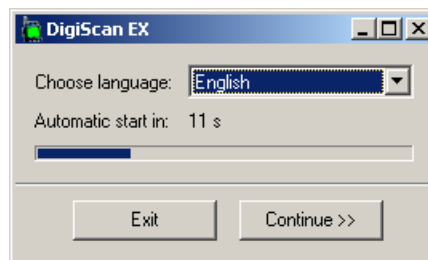 DigiScan EX
Choose language: English
Automatic start in: 11 s
Exit Continue >>